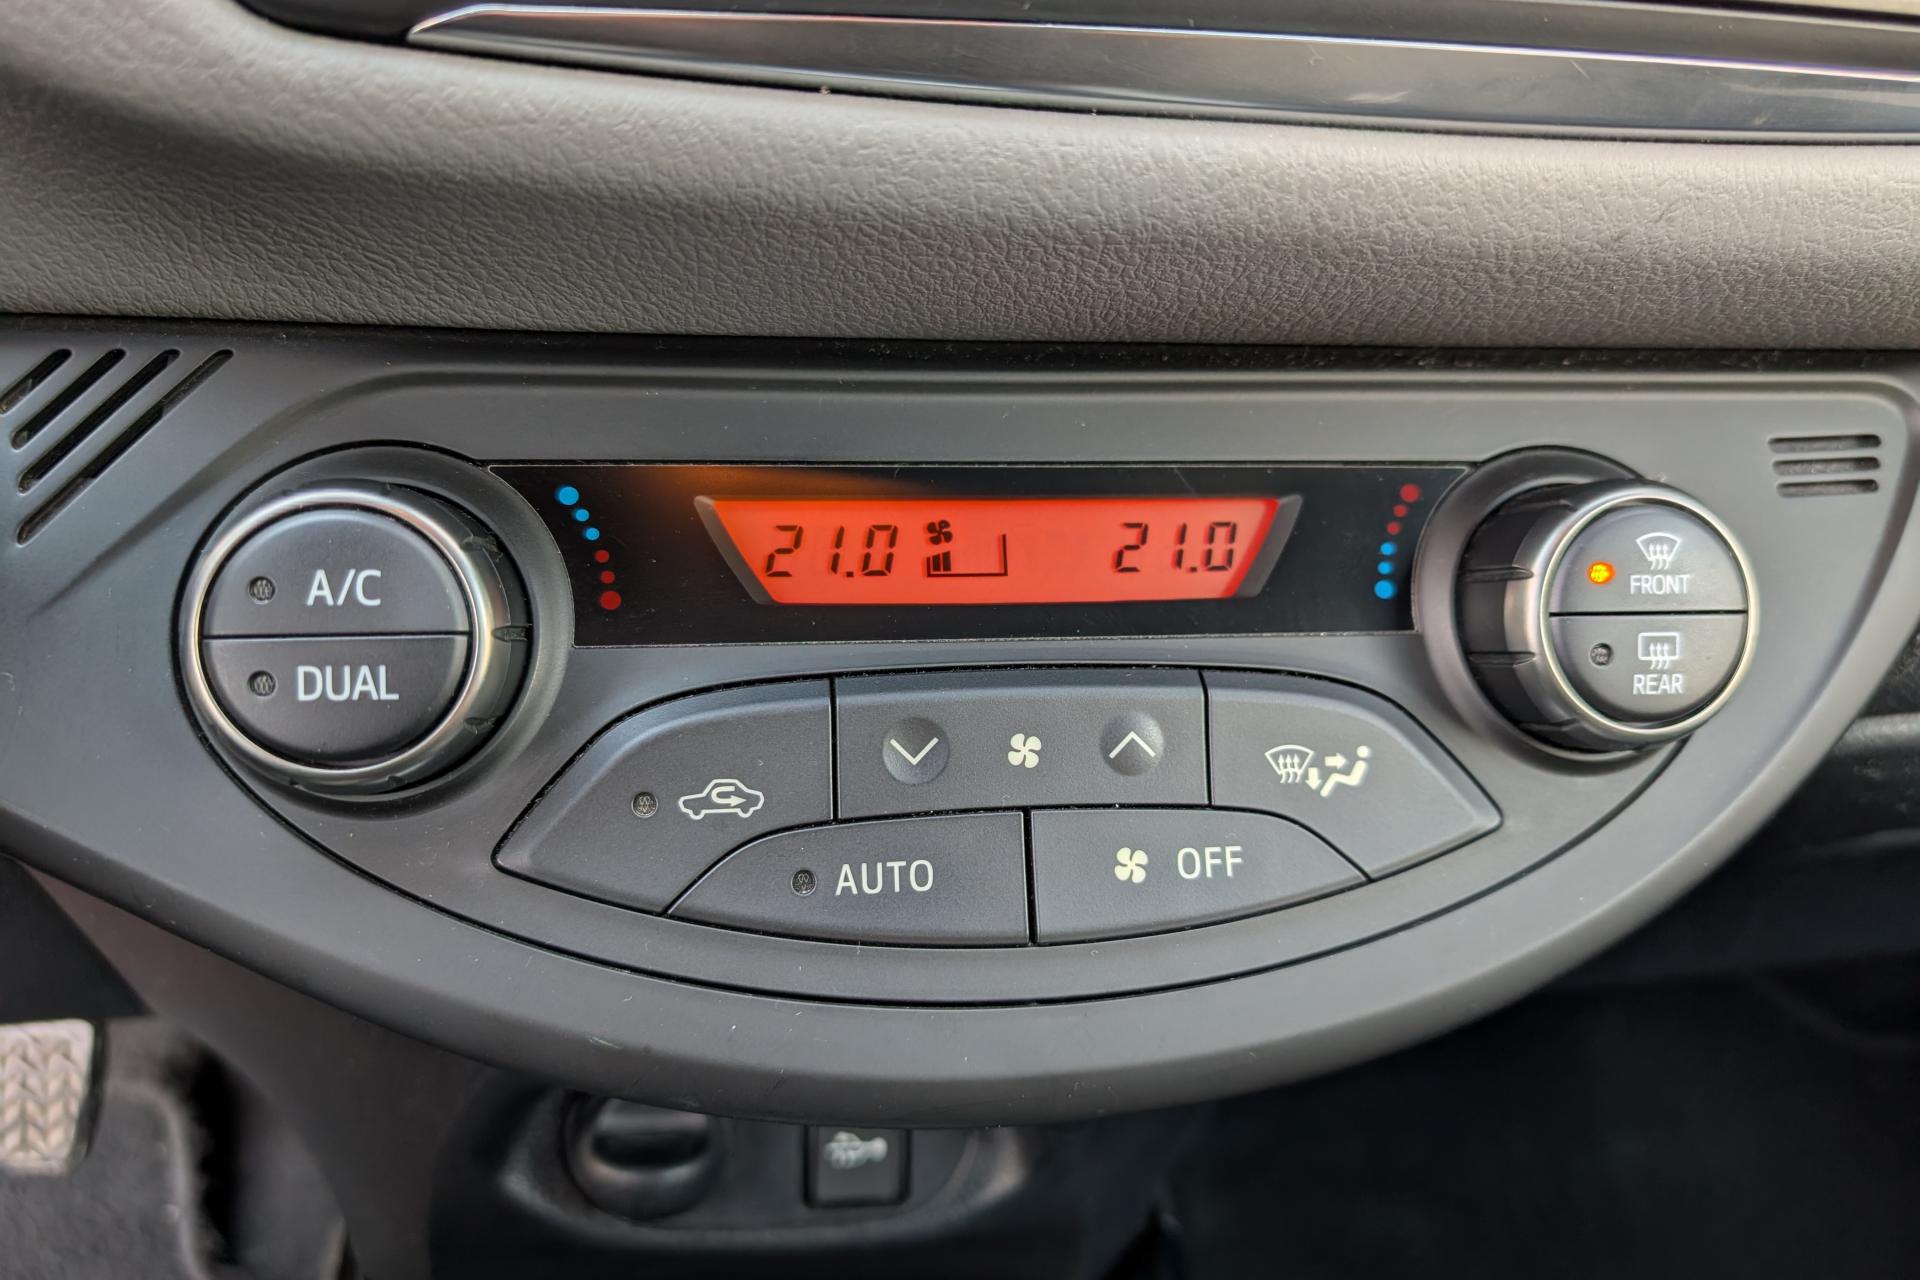 21.0 21.0
A/C
DUAL
FRONT
REAR
AUTO
OFF